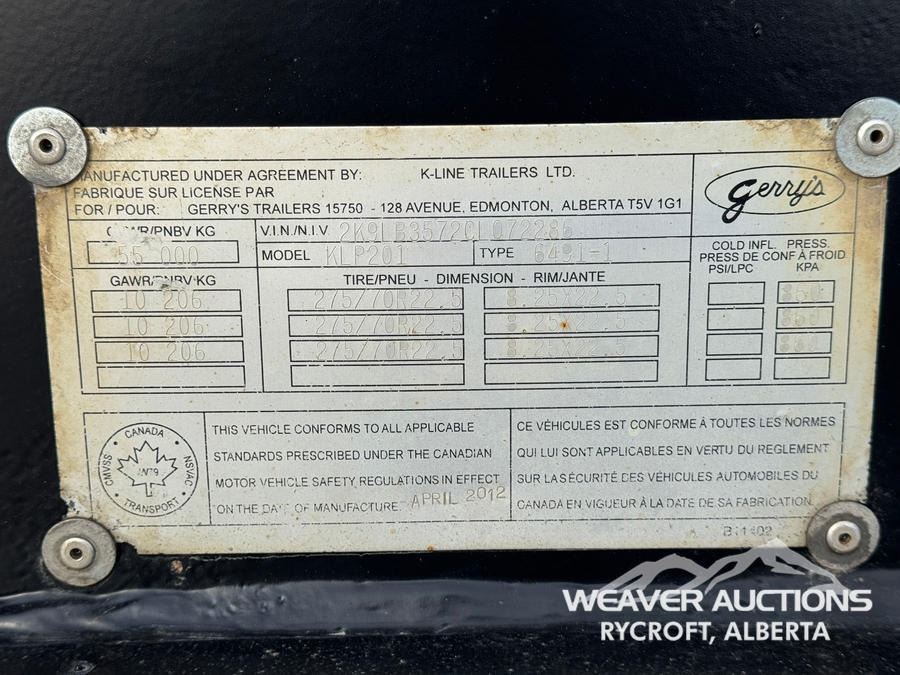 MANUFACTURED UNDER AGREEMENT BY: K-LINE TRAILERS LTD.
FABRIQUE SUR LICENSE PAR
FOR / POUR: GERRY'S TRAILERS 15750 - 128 AVENUE, EDMONTON, ALBERTA T5V 1G1
Gerry's
GVWR/PNBV KG
55 000
V.I.N/N.I.V.
MODEL KLP201 TYPE 6491-1
GAWR/PNBV KG TIRE/PNEU - DIMENSION - RIM/JANTE
COLD INFL. PRESS.
PRESS DE CONF À FROID
PSI/LPC KPA
10 206 275/70R22.5 8.25X22.5
10 206 275/70R22.5 8.25X22.5
10 206 275/70R22.5 8.25X22.5
CANADA
CMVSS NSVAC
TRANSPORT
THIS VEHICLE CONFORMS TO ALL APPLICABLE
STANDARDS PRESCRIBED UNDER THE CANADIAN
MOTOR VEHICLE SAFETY REGULATIONS IN EFFECT
ON THE DATE OF MANUFACTURE. APRIL 2012
CE VÉHICULES EST CONFORME À TOUTES LES NORMES
QUI LUI SONT APPLICABLES EN VERTU DU REGLEMENT
SUR LA SÉCURITÉ DES VÉHICULES AUTOMOBILES DU
CANADA EN VIGUEUR À LA DATE DE SA FABRICATION.
WEAVER AUCTIONS
RYCROFT, ALBERTA